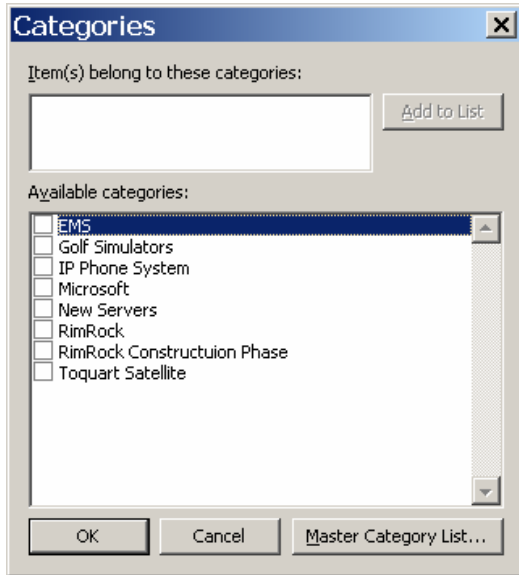 Categories
Item(s) belong to these categories:
Add to List
Available categories:
EMS
Golf Simulators
IP Phone System
Microsoft
New Servers
RimRock
RimRock Constructuion Phase
Toquart Satellite
OK Cancel Master Category List...